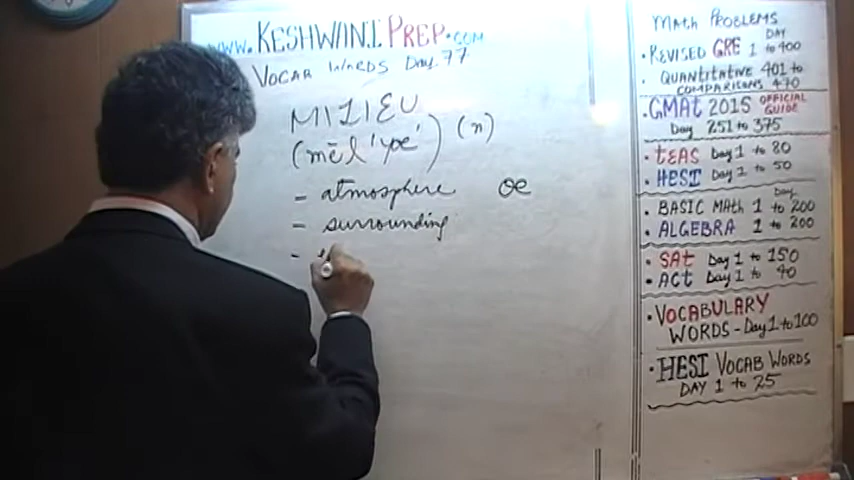 WWW.KESHWANIPREP.COM
VOCAB WORDS Day 77
MILIEU
(mēl 'yoe') (n)
- atmosphere oe
- surrounding
-
MAth PROBLEMS
DAY
• REVISED GRE 1 to 400
• QUANTITATIVE 401 to
COMPARISONS 470
• GMAt 2015 OFFICIAL GUIDE
Day 251 to 375
• tEAS Day 1 to 80
• HESI Day 1 to 50
Day
• BASIC MAth 1 to 200
• ALGEBRA 1 to 200
• SAt Day 1 to 150
• ACt Day 1 to 40
• VOCABULARY
WORDS - Day 1 to 100
• HESI VOCAB WORDS
DAY 1 to 25